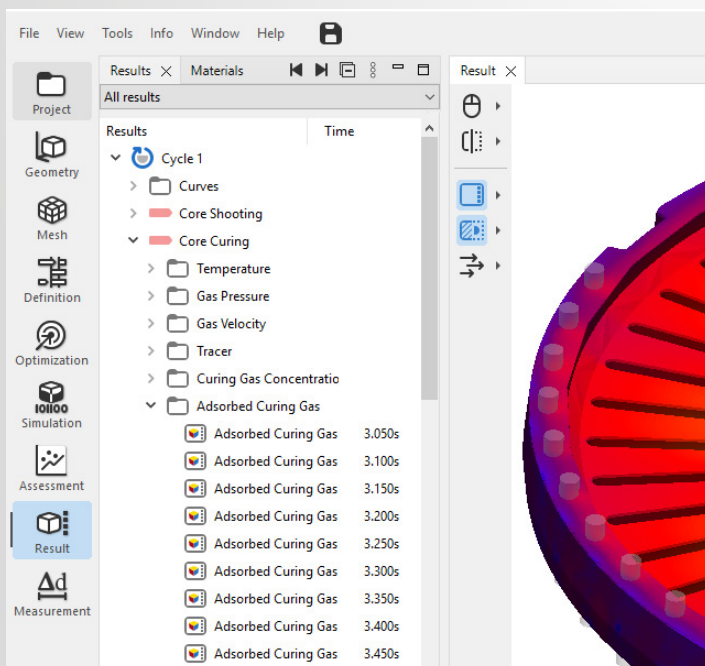 File View Tools Info Window Help
Project
Geometry
Mesh
Definition
Optimization
101100
Simulation
Assessment
Result
Δd
Measurement
Results Materials
All results
Results Time
Cycle 1
Curves
Core Shooting
Core Curing
Temperature
Gas Pressure
Gas Velocity
Tracer
Curing Gas Concentratio
Adsorbed Curing Gas
Adsorbed Curing Gas 3.050s
Adsorbed Curing Gas 3.100s
Adsorbed Curing Gas 3.150s
Adsorbed Curing Gas 3.200s
Adsorbed Curing Gas 3.250s
Adsorbed Curing Gas 3.300s
Adsorbed Curing Gas 3.350s
Adsorbed Curing Gas 3.400s
Adsorbed Curing Gas 3.450s
Result